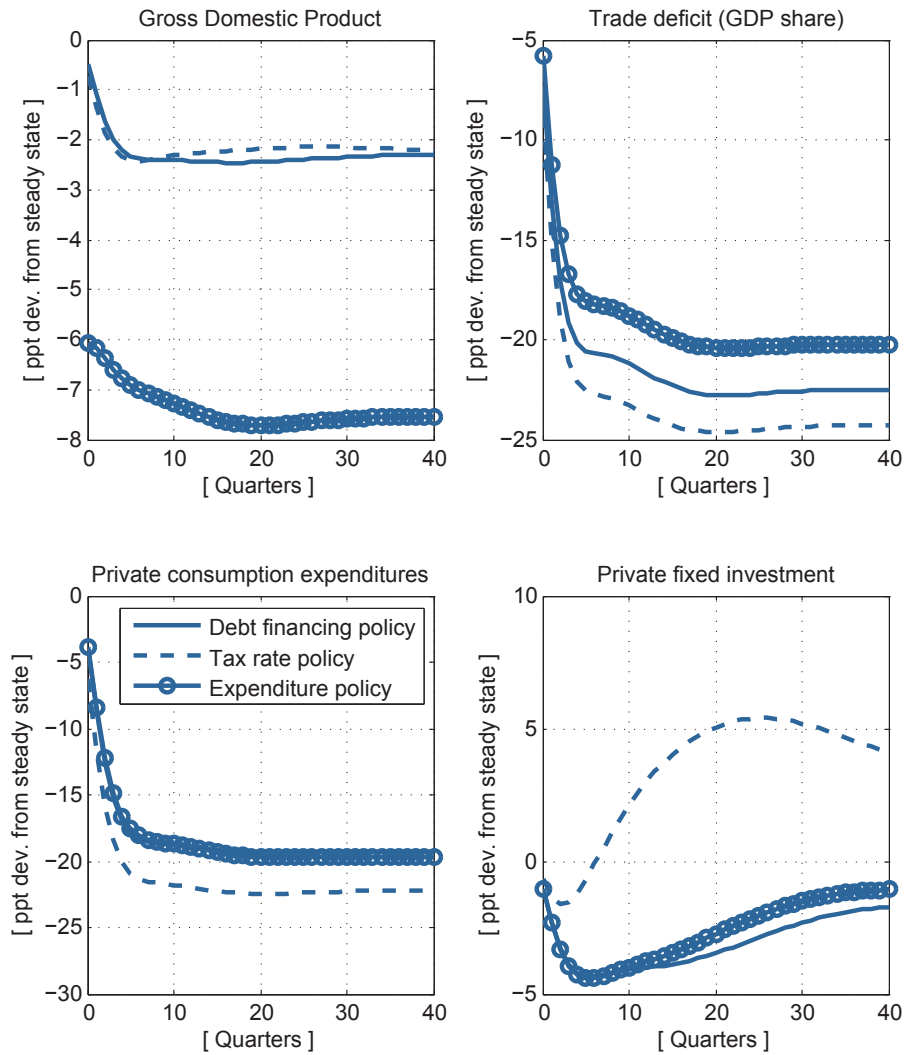 Gross Domestic Product
0
−1
−2
−3
−4
−5
−6
−7
−8
[ ppt dev. from steady state ]
0 10 20 30 40
[ Quarters ]
Trade deficit (GDP share)
−5
−10
−15
−20
−25
[ ppt dev. from steady state ]
0 10 20 30 40
[ Quarters ]
Private consumption expenditures
0
−5
−10
−15
−20
−25
−30
[ ppt dev. from steady state ]
Debt financing policy
Tax rate policy
Expenditure policy
0 10 20 30 40
[ Quarters ]
Private fixed investment
10
5
0
−5
[ ppt dev. from steady state ]
0 10 20 30 40
[ Quarters ]